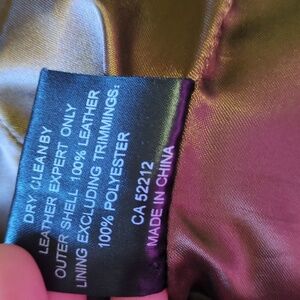 DRY CLEAN BY
LEATHER EXPERT ONLY
OUTER SHELL 100% LEATHER
LINING EXCLUDING TRIMMINGS:
100% POLYESTER
CA 52212
MADE IN CHINA